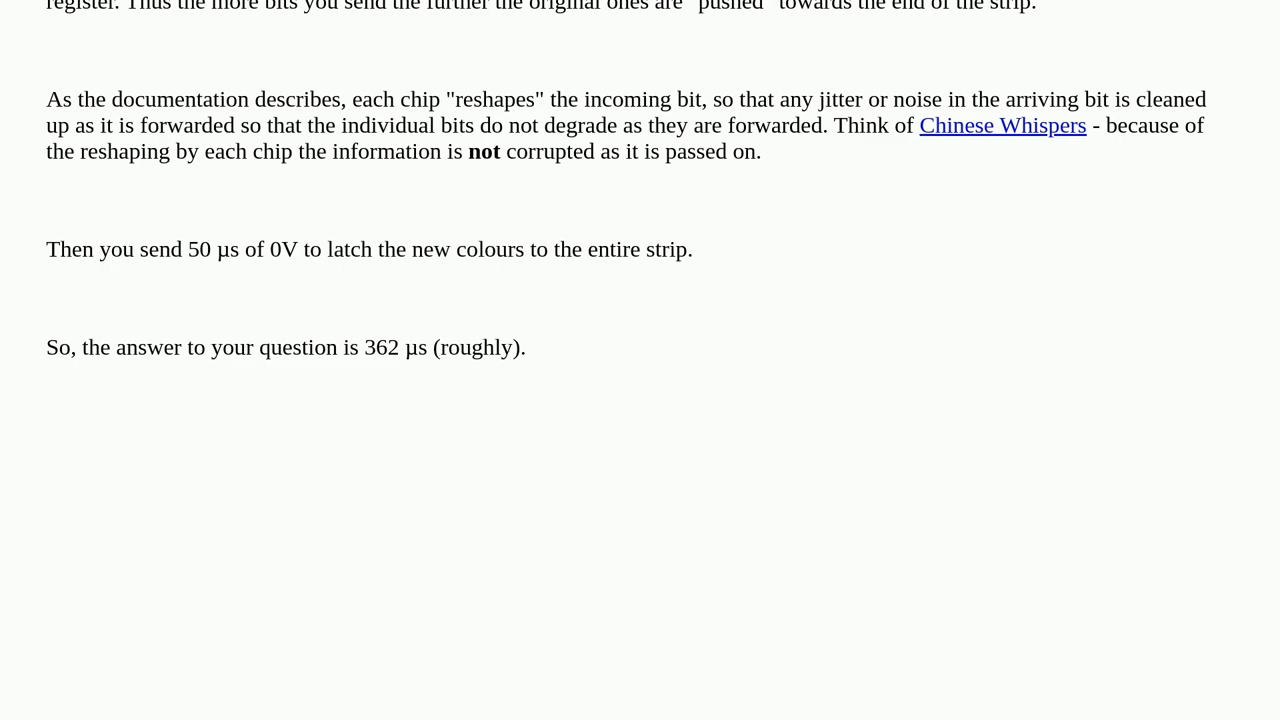 register. Thus the more bits you send the further the original ones are "pushed" towards the end of the strip.
As the documentation describes, each chip "reshapes" the incoming bit, so that any jitter or noise in the arriving bit is cleaned
up as it is forwarded so that the individual bits do not degrade as they are forwarded. Think of Chinese Whispers - because of
the reshaping by each chip the information is not corrupted as it is passed on.
Then you send 50 µs of 0V to latch the new colours to the entire strip.
So, the answer to your question is 362 µs (roughly).